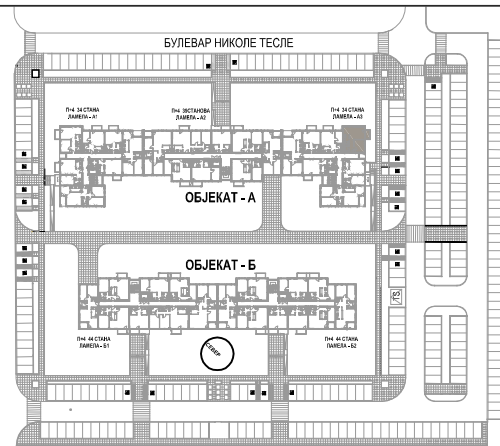 БУЛЕВАР НИКОЛЕ ТЕСЛЕ
П+4 34 СТАНА
ЛАМЕЛА - А1
П+4 39СТАНОВА
ЛАМЕЛА - А2
П+4 34 СТАНА
ЛАМЕЛА - А3
ОБЈЕКАТ - А
ОБЈЕКАТ - Б
П+4 44 СТАНА
ЛАМЕЛА - Б1
СЕВЕР
П+4 44 СТАНА
ЛАМЕЛА - Б2